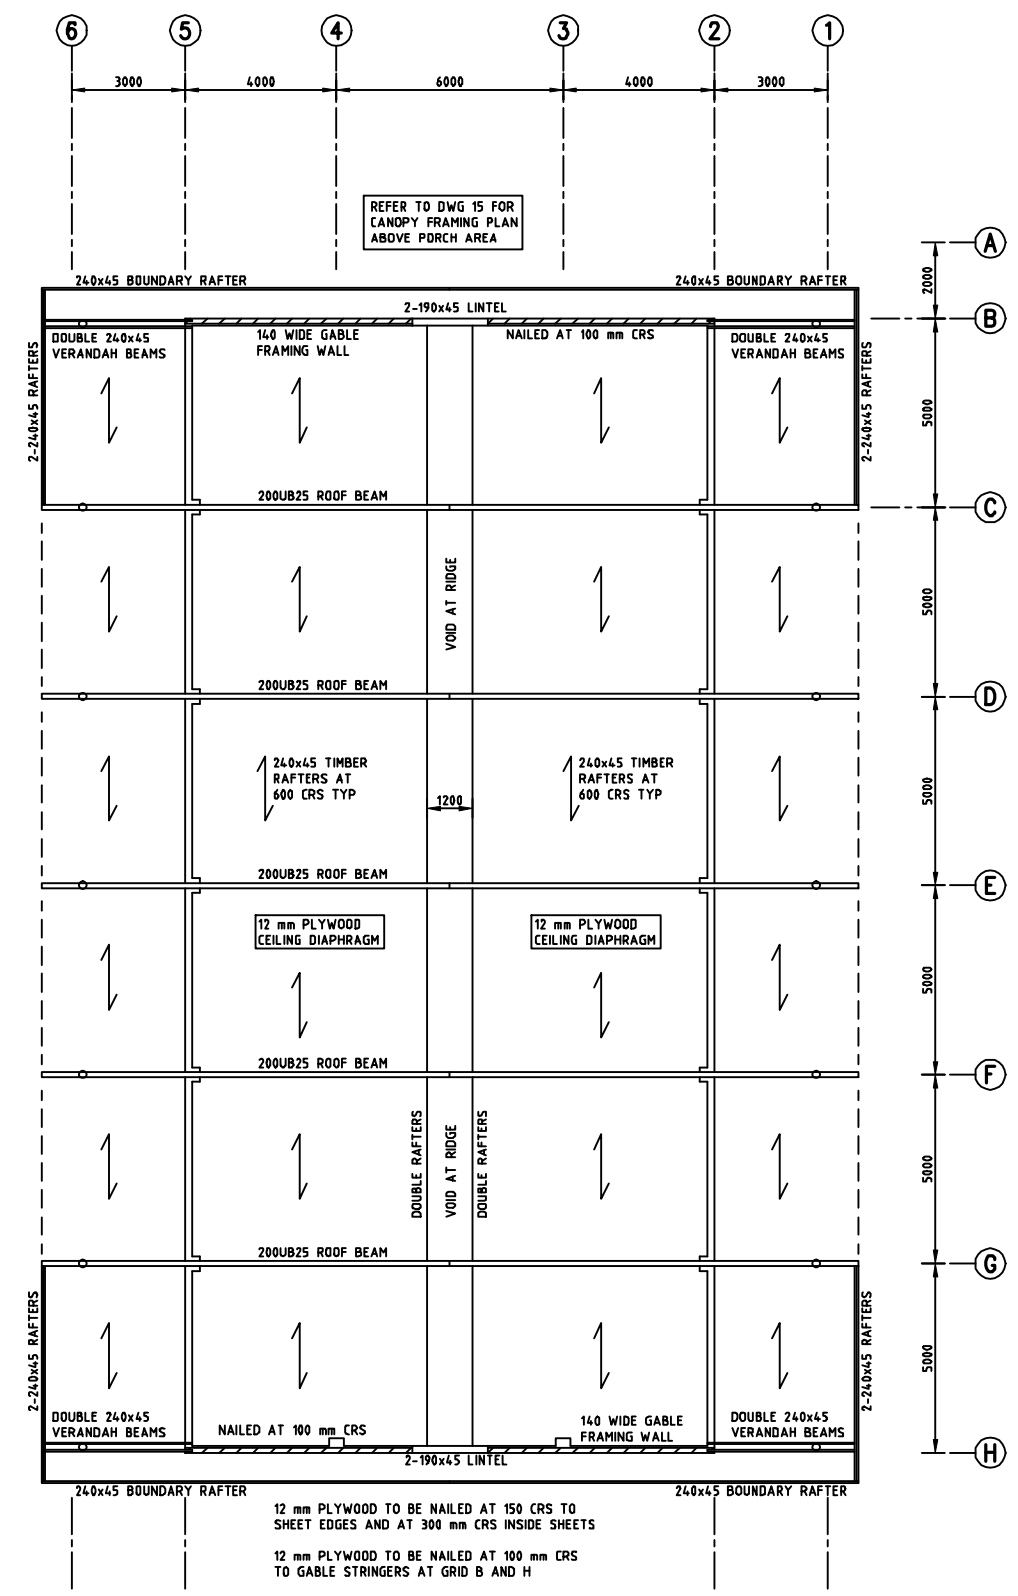 6 5 4 3 2 1
3000 4000 6000 4000 3000
REFER TO DWG 15 FOR
CANOPY FRAMING PLAN
ABOVE PORCH AREA
A
2000
240x45 BOUNDARY RAFTER
240x45 BOUNDARY RAFTER
2-190x45 LINTEL
B
DOUBLE 240x45
VERANDAH BEAMS
140 WIDE GABLE
FRAMING WALL
NAILED AT 100 mm CRS
DOUBLE 240x45
VERANDAH BEAMS
2-240x45 RAFTERS
2-240x45 RAFTERS
5000
200UB25 ROOF BEAM
C
VOID AT RIDGE
5000
200UB25 ROOF BEAM
D
240x45 TIMBER
RAFTERS AT
600 CRS TYP
1200
240x45 TIMBER
RAFTERS AT
600 CRS TYP
5000
200UB25 ROOF BEAM
E
12 mm PLYWOOD
CEILING DIAPHRAGM
12 mm PLYWOOD
CEILING DIAPHRAGM
5000
200UB25 ROOF BEAM
F
DOUBLE RAFTERS
VOID AT RIDGE
DOUBLE RAFTERS
5000
200UB25 ROOF BEAM
G
2-240x45 RAFTERS
2-240x45 RAFTERS
5000
DOUBLE 240x45
VERANDAH BEAMS
NAILED AT 100 mm CRS
140 WIDE GABLE
FRAMING WALL
DOUBLE 240x45
VERANDAH BEAMS
H
2-190x45 LINTEL
240x45 BOUNDARY RAFTER
240x45 BOUNDARY RAFTER
12 mm PLYWOOD TO BE NAILED AT 150 CRS TO
SHEET EDGES AND AT 300 mm CRS INSIDE SHEETS
12 mm PLYWOOD TO BE NAILED AT 100 mm CRS
TO GABLE STRINGERS AT GRID B AND H